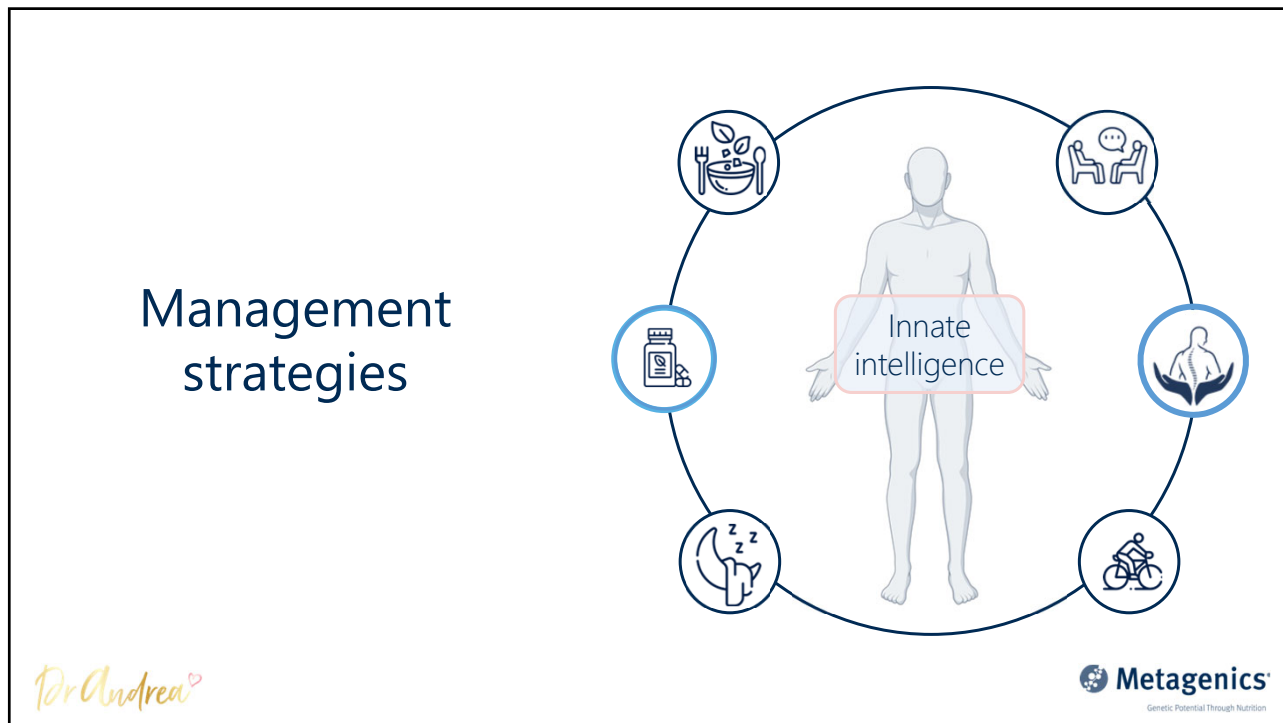 Management
strategies
Innate
intelligence
z z
z z
Dr Andrea
Metagenics
Genetic Potential Through Nutrition